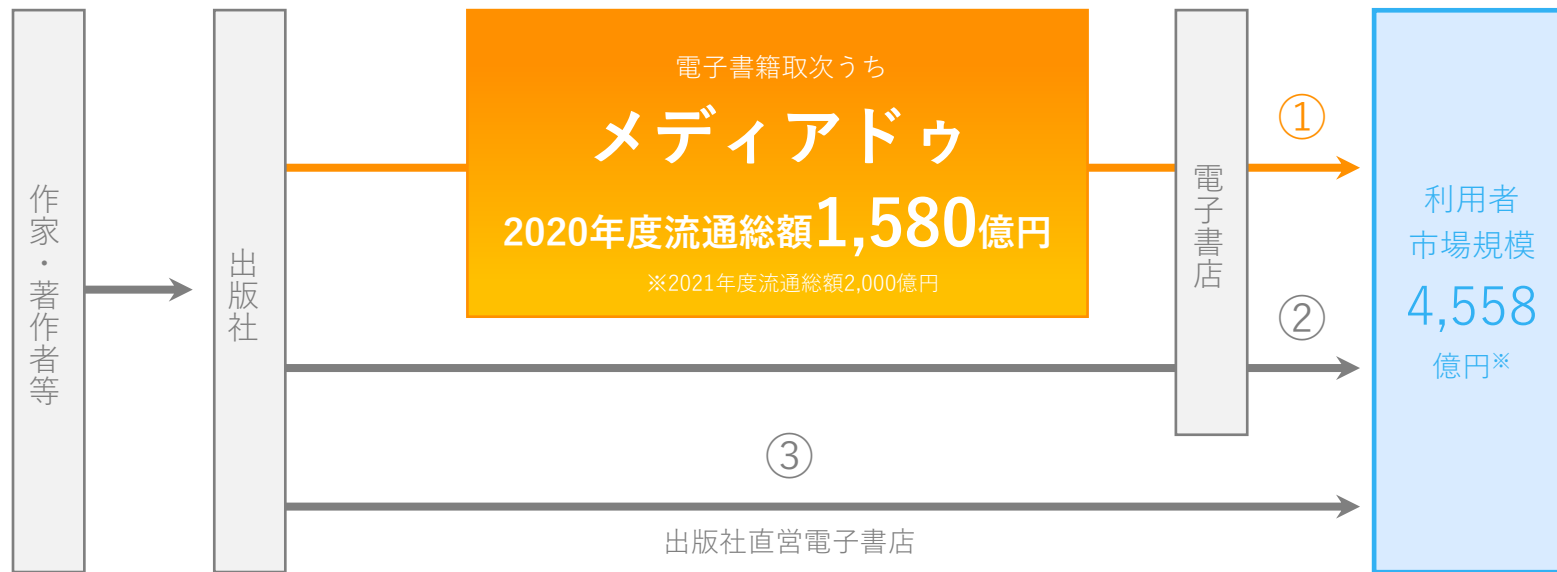 作家・著作者等
出版社
電子書籍取次うち
メディアドゥ
2020年度流通総額1,580億円
※2021年度流通総額2,000億円
電子書店
①
②
③
出版社直営電子書店
利用者
市場規模
4,558
億円※